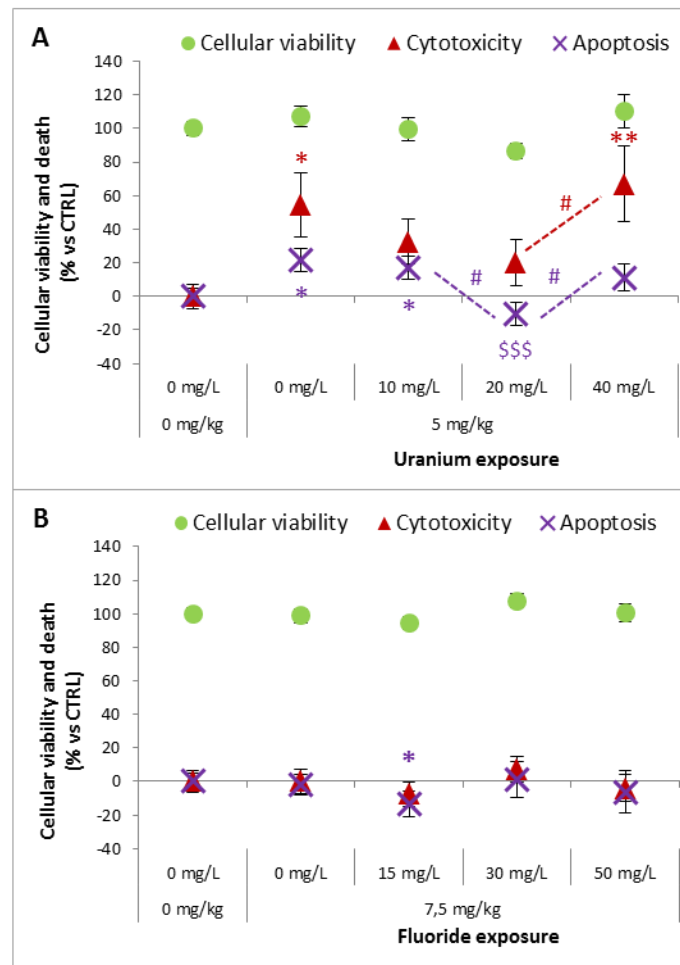 A
Cellular viability Cytotoxicity Apoptosis
Cellular viability and death
(% vs CTRL)
140
120
100
80
60
40
20
0
-20
-40
*
**
#
#
#
*
*
$$$
0 mg/L 0 mg/L 10 mg/L 20 mg/L 40 mg/L
0 mg/kg 5 mg/kg
Uranium exposure
B
Cellular viability Cytotoxicity Apoptosis
Cellular viability and death
(% vs CTRL)
140
120
100
80
60
40
20
0
-20
-40
*
0 mg/L 0 mg/L 15 mg/L 30 mg/L 50 mg/L
0 mg/kg 7,5 mg/kg
Fluoride exposure